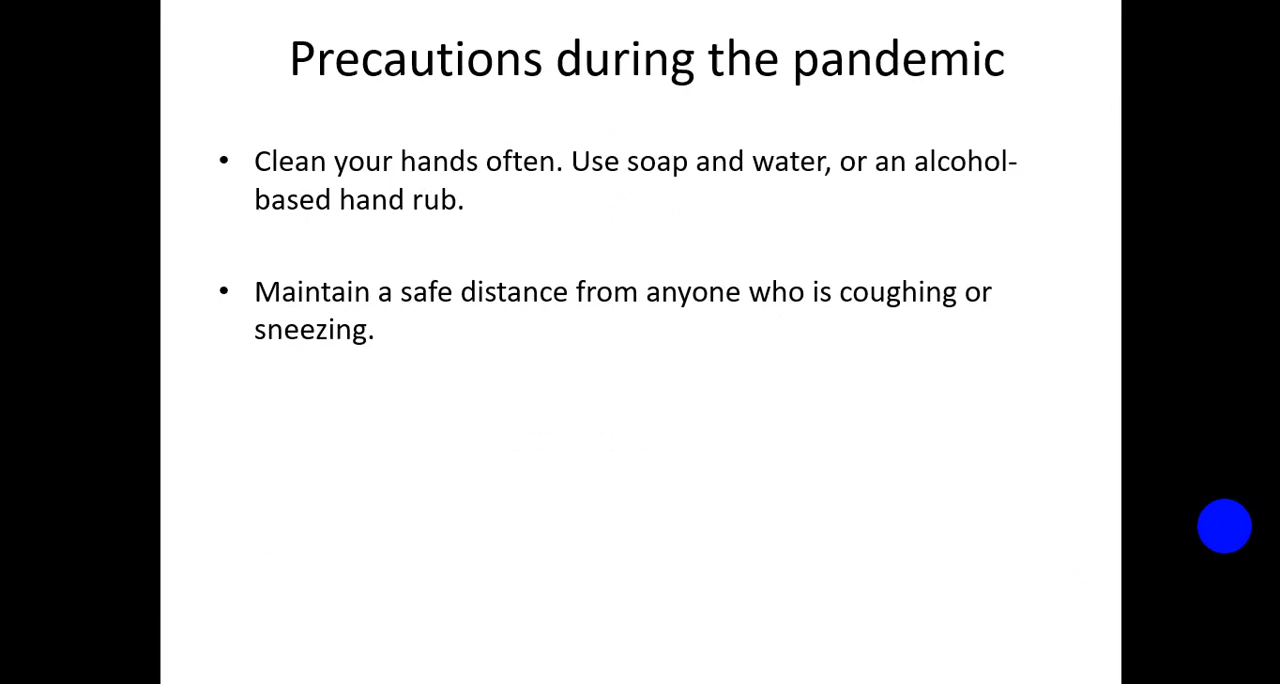 Precautions during the pandemic
• Clean your hands often. Use soap and water, or an alcohol-
based hand rub.
• Maintain a safe distance from anyone who is coughing or
sneezing.